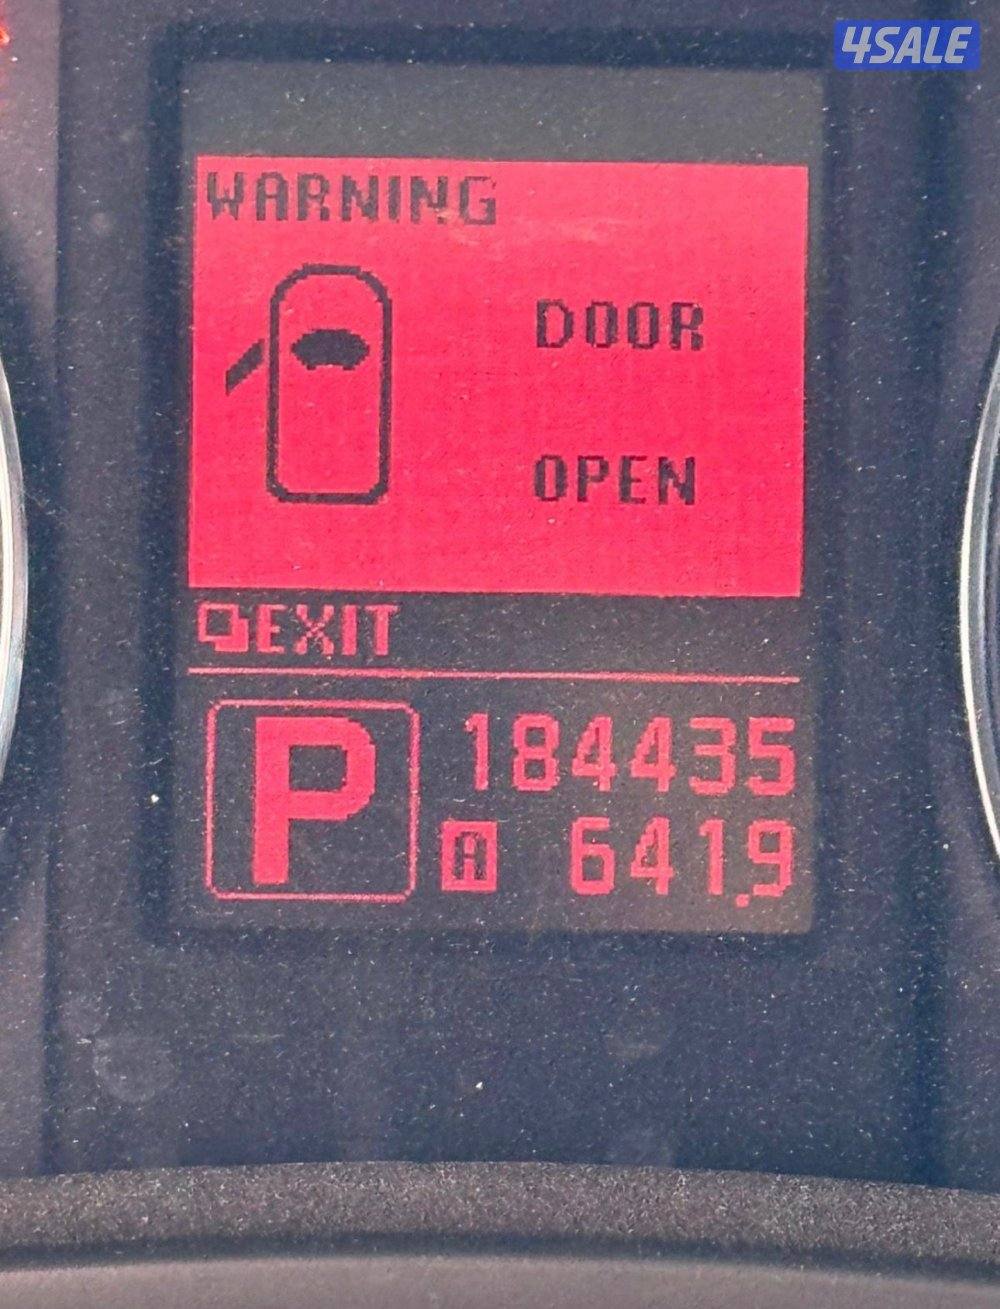 4SALE
WARNING
DOOR
OPEN
EXIT
P
184435
A 641.9